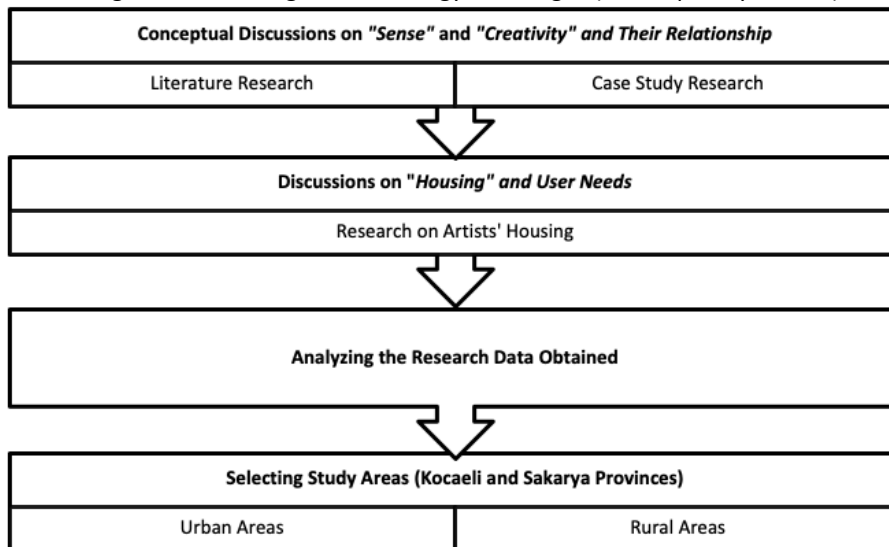 Conceptual Discussions on "Sense" and "Creativity" and Their Relationship
Literature Research
Case Study Research
Discussions on "Housing" and User Needs
Research on Artists' Housing
Analyzing the Research Data Obtained
Selecting Study Areas (Kocaeli and Sakarya Provinces)
Urban Areas
Rural Areas